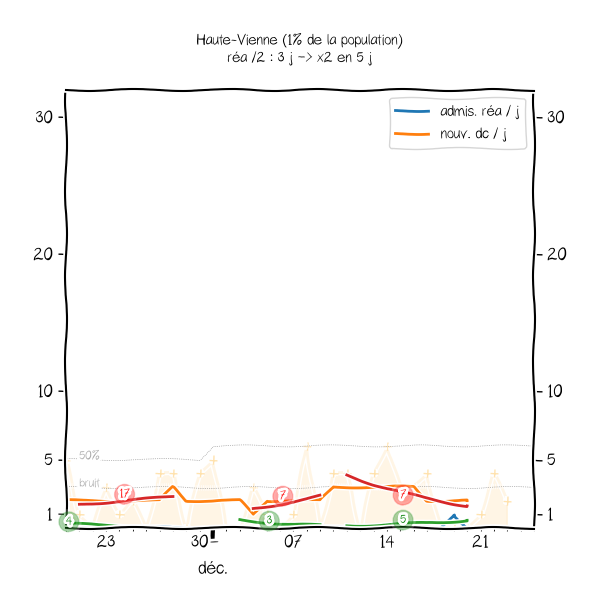 Haute-Vienne (1% de la population)
réa /2 : 3 j -> x2 en 5 j
admis. réa / j
nouv. dc / j
30 30
20 20
10 10
5 50% 5
bruit
1 1
4 17 3 7 7 5
23 30 07 14 21
déc.